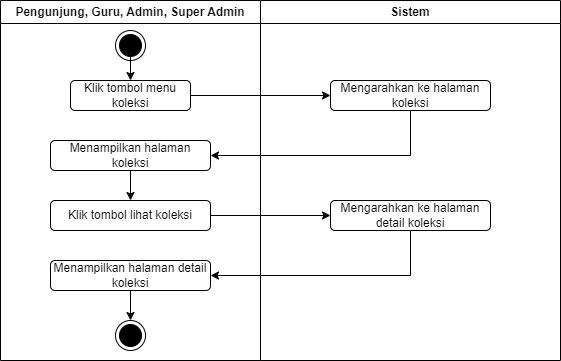 Pengunjung, Guru, Admin, Super Admin
Sistem
Klik tombol menu
koleksi
Mengarahkan ke halaman
koleksi
Menampilkan halaman
koleksi
Klik tombol lihat koleksi
Mengarahkan ke halaman
detail koleksi
Menampilkan halaman detail
koleksi